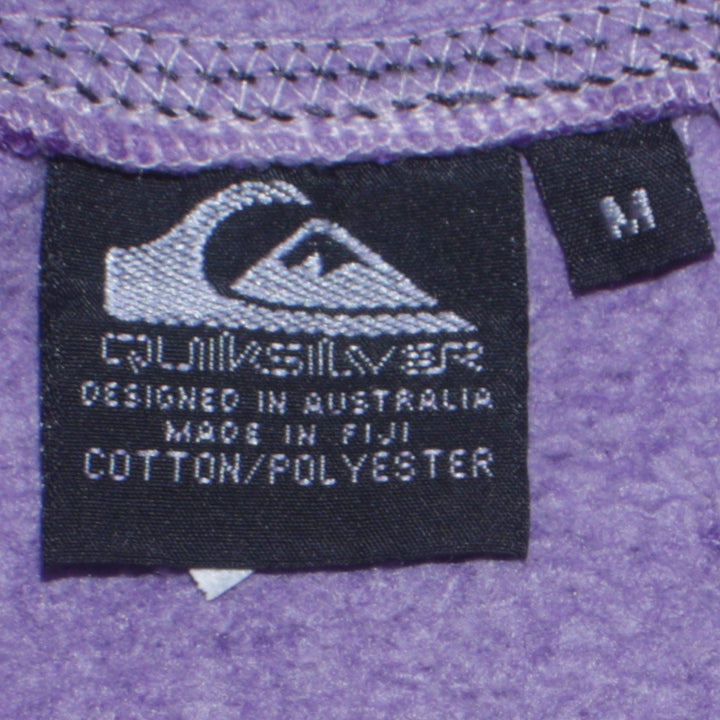 QUIKSILVER
DESIGNED IN AUSTRALIA
MADE IN FIJI
COTTON/POLYESTER
M